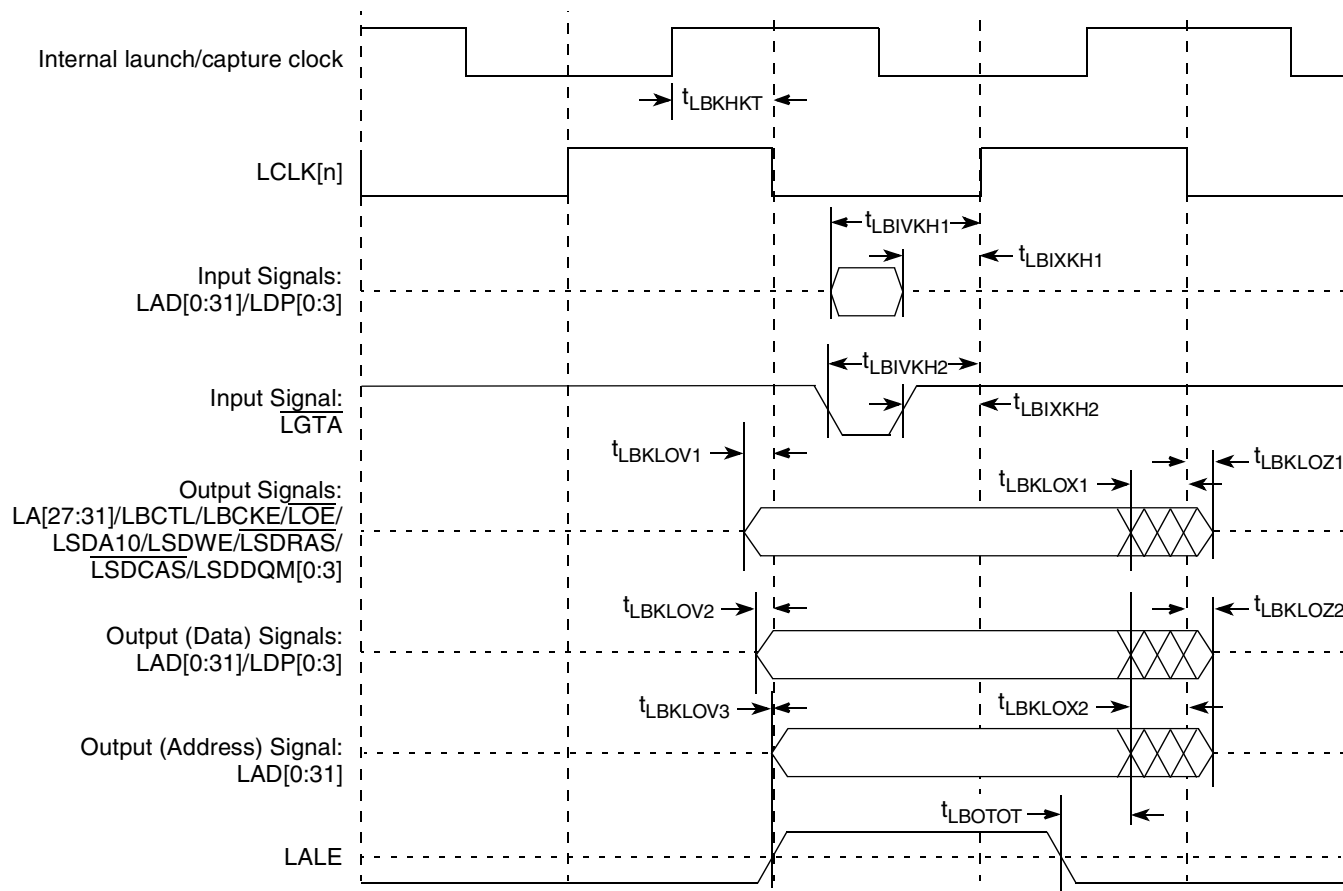 Internal launch/capture clock
tLBKHKT
LCLK[n]
tLBIVKH1
tLBIXKH1
Input Signals:
LAD[0:31]/LDP[0:3]
tLBIVKH2
Input Signal:
LGTA
tLBIXKH2
tLBKLOV1
tLBKLOZ1
tLBKLOX1
Output Signals:
LA[27:31]/LBCTL/LBCKE/LOE/
LSDA10/LSDWE/LSDRAS/
LSDCAS/LSDDQM[0:3]
tLBKLOV2
tLBKLOZ2
Output (Data) Signals:
LAD[0:31]/LDP[0:3]
tLBKLOV3
tLBKLOX2
Output (Address) Signal:
LAD[0:31]
tLBOTOT
LALE